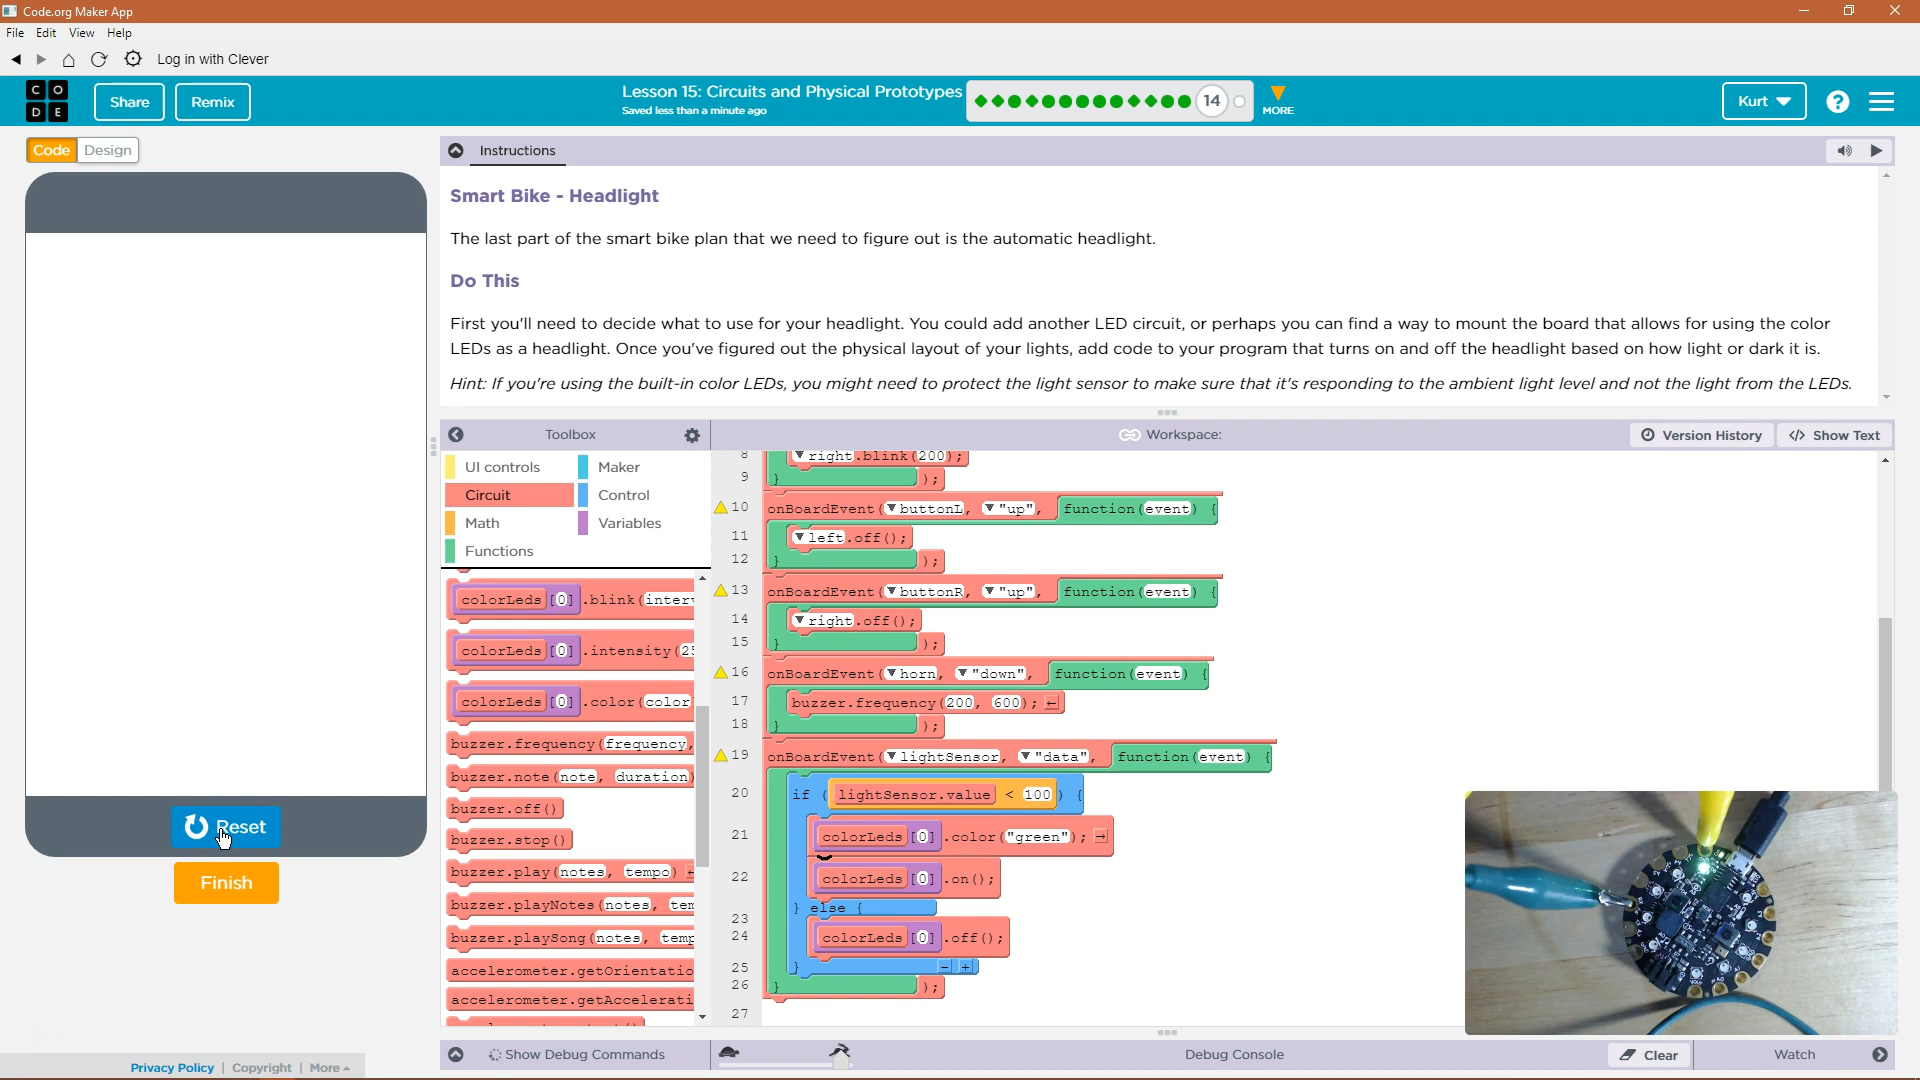 Code.org Maker App
File Edit View Help
Log in with Clever
CODE
Share
Remix
Lesson 15: Circuits and Physical Prototypes
Saved less than a minute ago
14
MORE
Kurt
?
Code
Design
Instructions
Smart Bike - Headlight
The last part of the smart bike plan that we need to figure out is the automatic headlight.
Do This
First you'll need to decide what to use for your headlight. You could add another LED circuit, or perhaps you can find a way to mount the board that allows for using the color
LEDs as a headlight. Once you've figured out the physical layout of your lights, add code to your program that turns on and off the headlight based on how light or dark it is.
Hint: If you're using the built-in color LEDs, you might need to protect the light sensor to make sure that it's responding to the ambient light level and not the light from the LEDs.
Toolbox
Workspace:
Version History
</> Show Text
UI controls
Maker
Circuit
Control
Math
Variables
Functions
colorLeds [0] .blink(interv
colorLeds [0] .intensity(25
colorLeds [0] .color(color
buzzer.frequency(frequency,
buzzer.note(note, duration)
buzzer.off()
buzzer.stop()
buzzer.play(notes, tempo)
buzzer.playNotes(notes, tem
buzzer.playSong(notes, temp
accelerometer.getOrientatio
accelerometer.getAccelerati
8 right.blink(200);
9 } );
10 onBoardEvent(buttonL, "up", function(event) {
11 left.off();
12 } );
13 onBoardEvent(buttonR, "up", function(event) {
14 right.off();
15 } );
16 onBoardEvent(horn, "down", function(event) {
17 buzzer.frequency(200, 600);
18 } );
19 onBoardEvent(lightSensor, "data", function(event) {
20 if (lightSensor.value < 100) {
21 colorLeds [0] .color("green");
22 colorLeds [0] .on();
23 } else {
24 colorLeds [0] .off();
25 } - +
26 } );
27
Reset
Finish
Privacy Policy | Copyright | More
Show Debug Commands
Debug Console
Clear
Watch